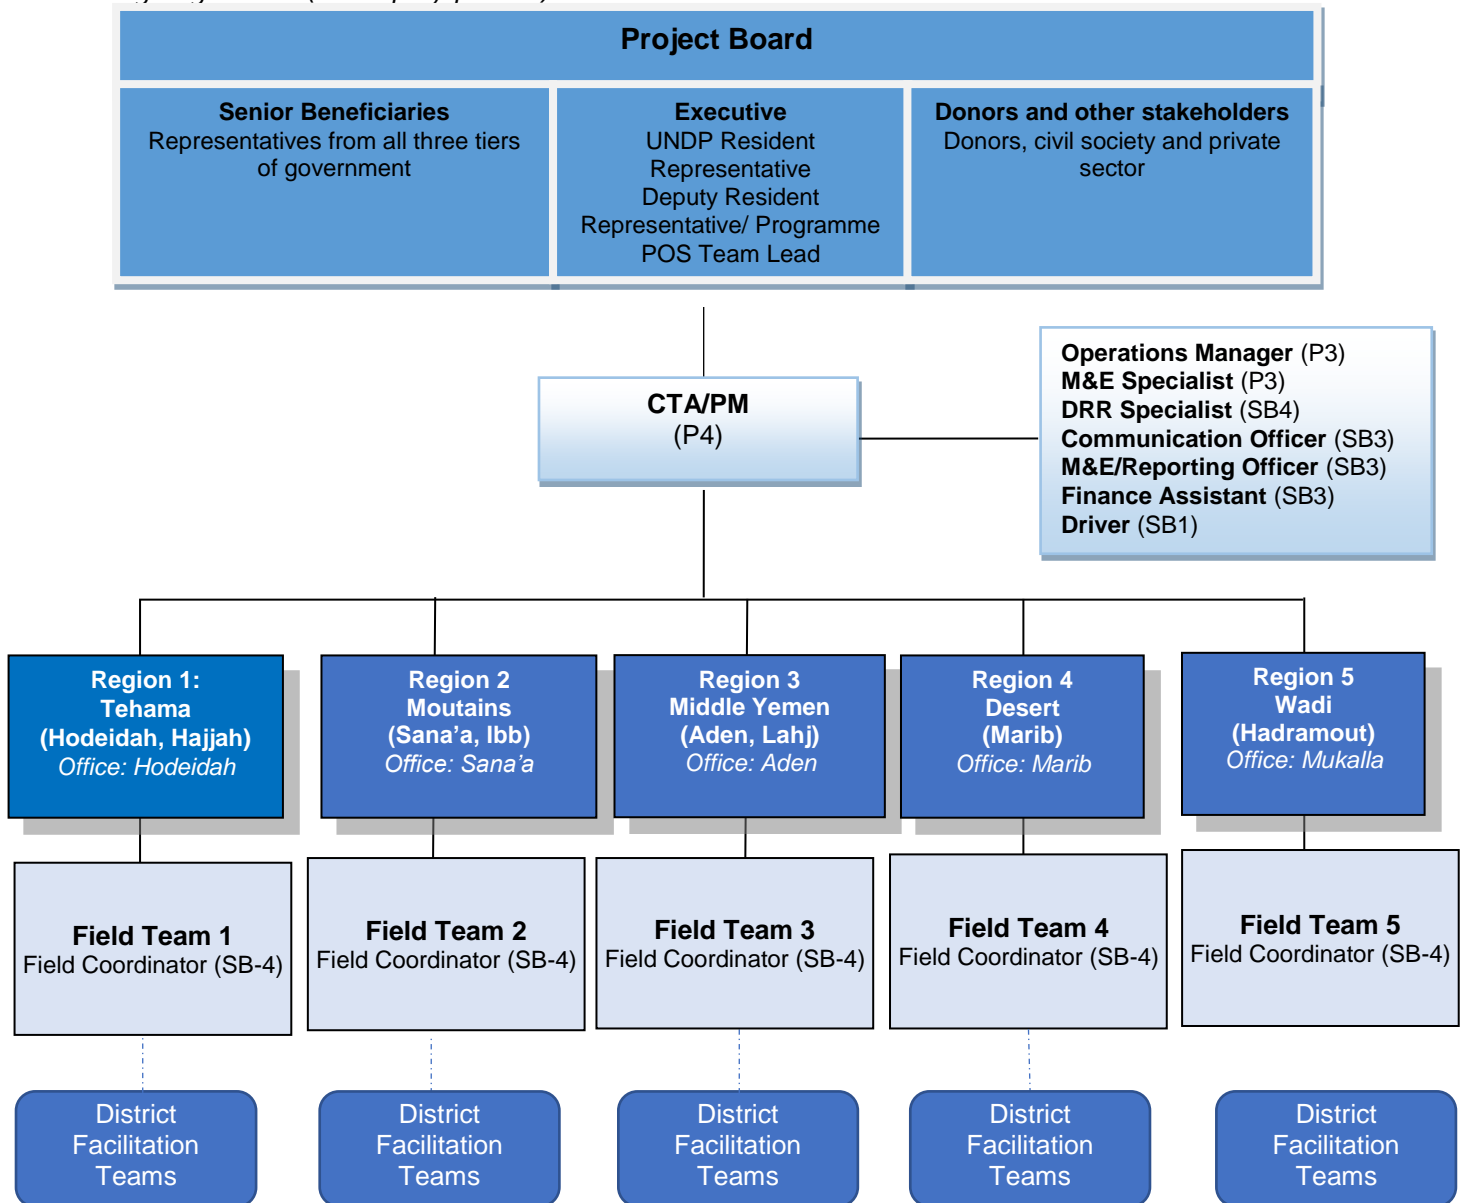 Project Board
Senior Beneficiaries
Representatives from all three tiers
of government
Executive
UNDP Resident
Representative
Deputy Resident
Representative/ Programme
POS Team Lead
Donors and other stakeholders
Donors, civil society and private
sector
CTA/PM
(P4)
Operations Manager (P3)
M&E Specialist (P3)
DRR Specialist (SB4)
Communication Officer (SB3)
M&E/Reporting Officer (SB3)
Finance Assistant (SB3)
Driver (SB1)
Region 1:
Tehama
(Hodeidah, Hajjah)
Office: Hodeidah
Region 2
Moutains
(Sana’a, Ibb)
Office: Sana’a
Region 3
Middle Yemen
(Aden, Lahj)
Office: Aden
Region 4
Desert
(Marib)
Office: Marib
Region 5
Wadi
(Hadramout)
Office: Mukalla
Field Team 1
Field Coordinator (SB-4)
Field Team 2
Field Coordinator (SB-4)
Field Team 3
Field Coordinator (SB-4)
Field Team 4
Field Coordinator (SB-4)
Field Team 5
Field Coordinator (SB-4)
District
Facilitation
Teams
District
Facilitation
Teams
District
Facilitation
Teams
District
Facilitation
Teams
District
Facilitation
Teams